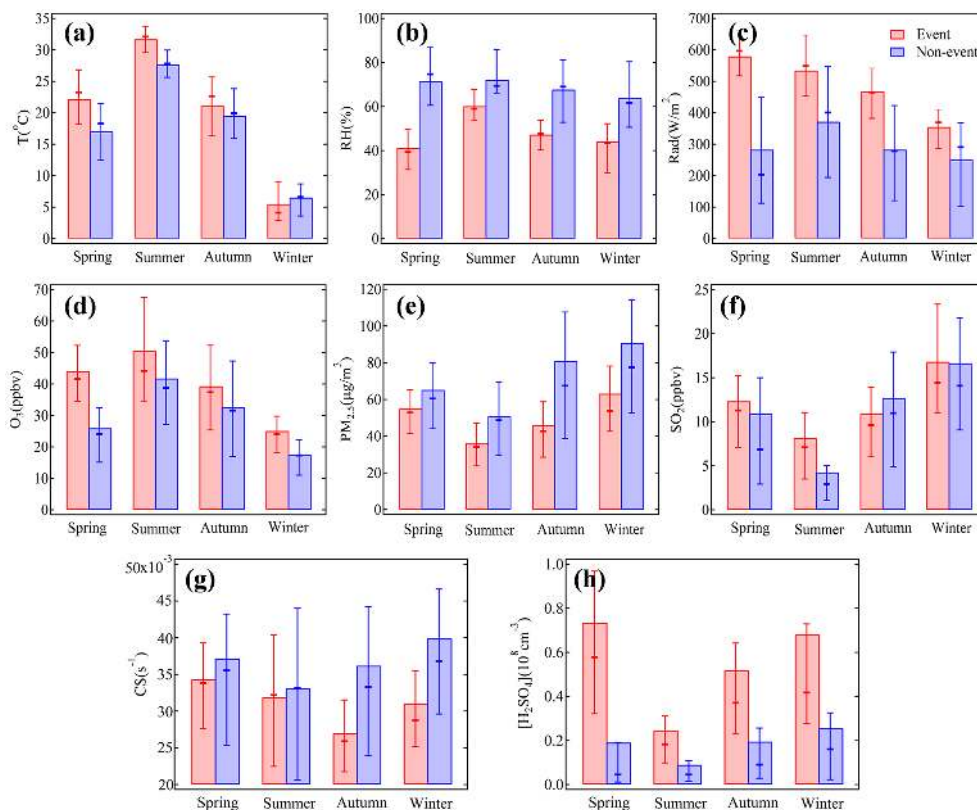 (a)
T(°C)
35
30
25
20
15
10
5
0
Spring Summer Autumn Winter
(b)
RH(%)
100
80
60
40
20
0
Spring Summer Autumn Winter
(c)
Event
Non-event
Rad(W/m²)
700
600
500
400
300
200
100
0
Spring Summer Autumn Winter
(d)
O₃(ppbv)
70
60
50
40
30
20
10
0
Spring Summer Autumn Winter
(e)
PM₂.₅(μg/m³)
120
100
80
60
40
20
0
Spring Summer Autumn Winter
(f)
SO₂(ppbv)
25
20
15
10
5
0
Spring Summer Autumn Winter
(g)
CS(s⁻¹)
50x10⁻³
45
40
35
30
25
20
Spring Summer Autumn Winter
(h)
[H₂SO₄](10⁸ cm⁻³)
1.0
0.8
0.6
0.4
0.2
0.0
Spring Summer Autumn Winter